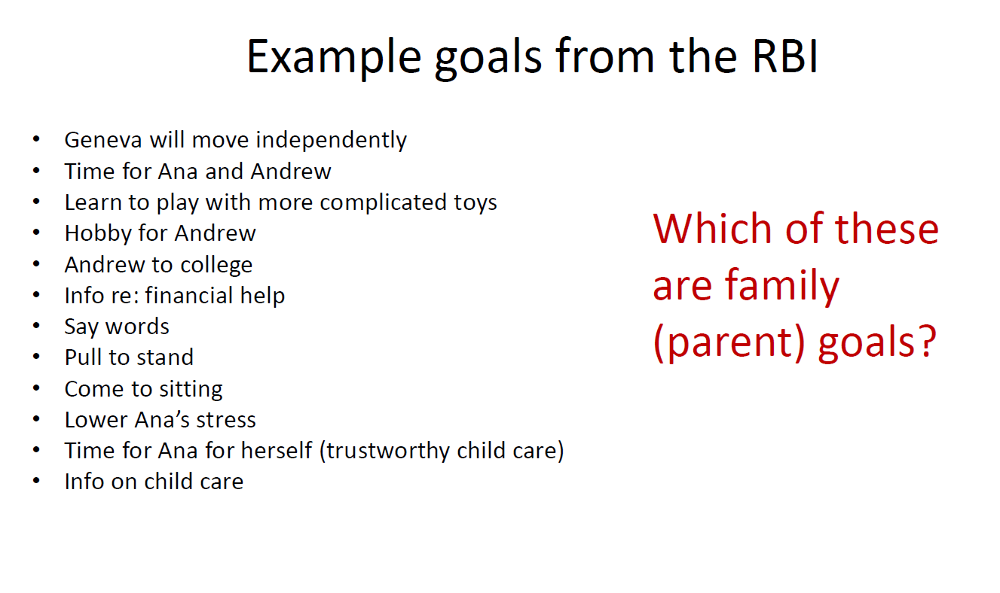 Example goals from the RBI
• Geneva will move independently
• Time for Ana and Andrew
• Learn to play with more complicated toys
• Hobby for Andrew
• Andrew to college
• Info re: financial help
• Say words
• Pull to stand
• Come to sitting
• Lower Ana’s stress
• Time for Ana for herself (trustworthy child care)
• Info on child care
Which of these
are family
(parent) goals?